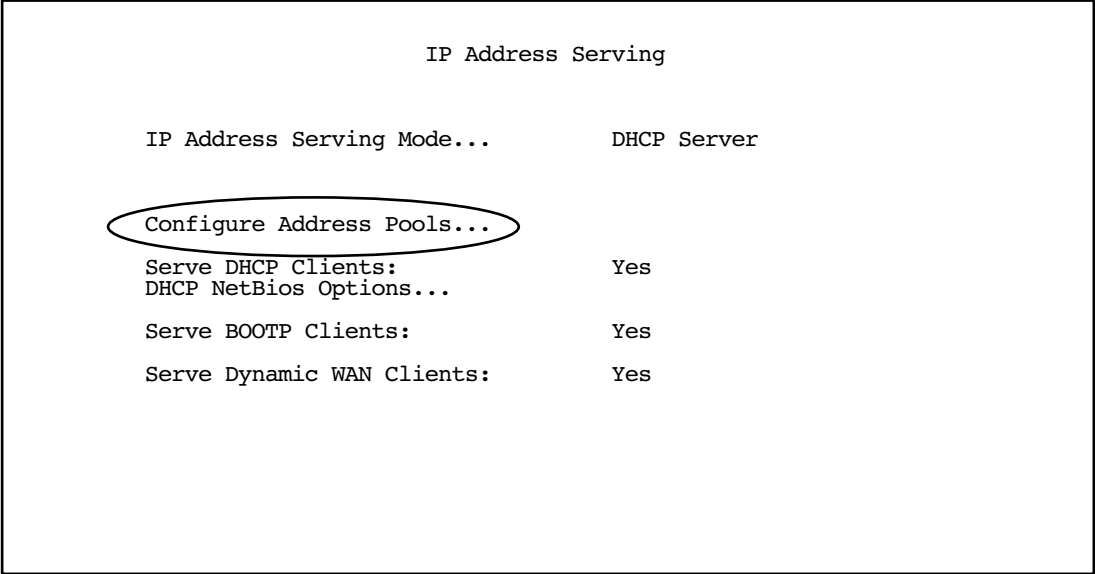 IP Address Serving
IP Address Serving Mode... DHCP Server
Configure Address Pools...
Serve DHCP Clients: Yes
DHCP NetBios Options...
Serve BOOTP Clients: Yes
Serve Dynamic WAN Clients: Yes